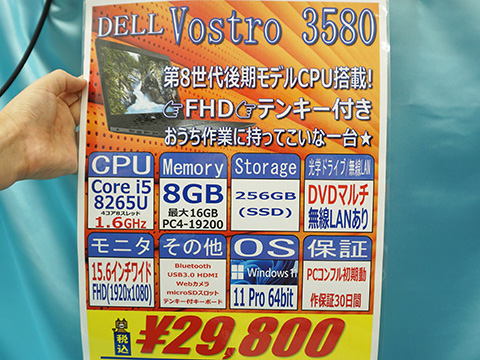 DELL Vostro 3580
第8世代後期モデルCPU搭載!
☞FHD☞テンキー付き
おうち作業に持ってこいな一台★
CPU
Core i5
8265U
4コア8スレッド
1.6GHz
Memory
8GB
最大16GB
PC4-19200
Storage
256GB
(SSD)
光学ドライブ/無線LAN
DVDマルチ
無線LANあり
モニタ
15.6インチワイド
FHD(1920x1080)
その他
Bluetooth
USB3.0 HDMI
Webカメラ
microSDスロット
テンキー付キーボード
OS
Windows 11
11 Pro 64bit
保証
PCコンフル初期動
作保証30日間
税込
¥29,800